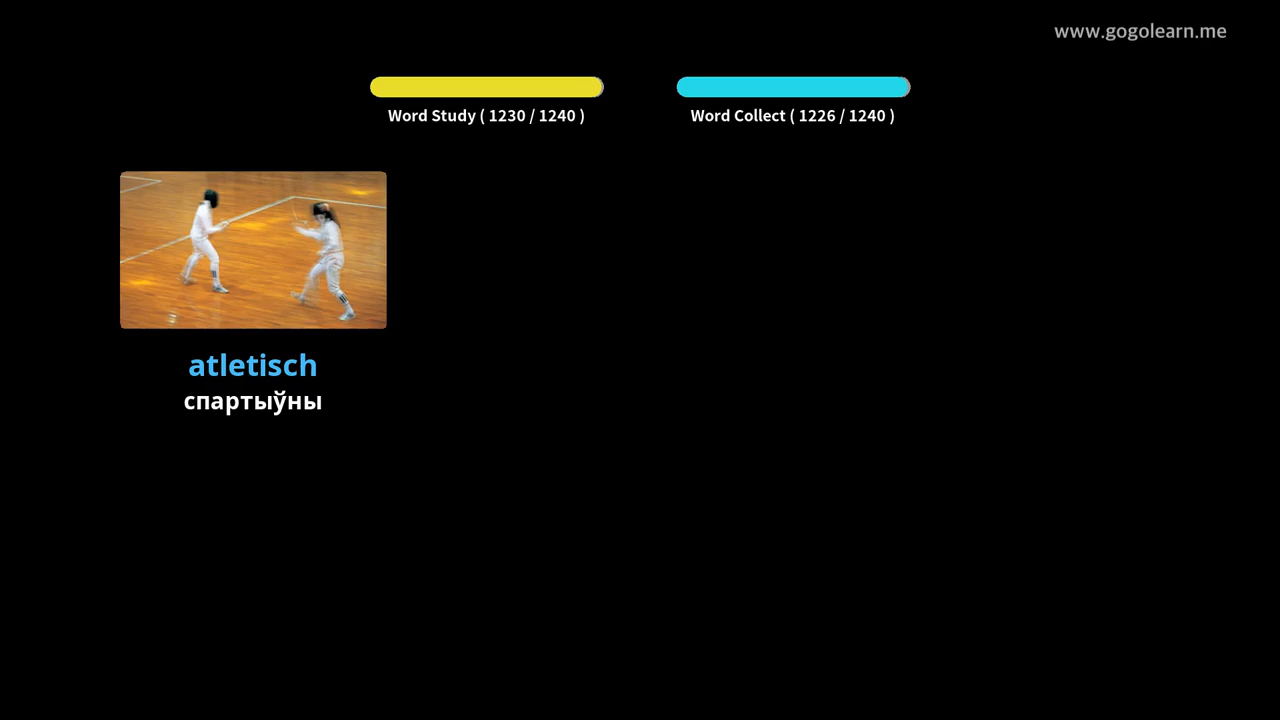 www.gogolearn.me
Word Study ( 1230 / 1240 )
Word Collect ( 1226 / 1240 )
atletisch
спартыўны